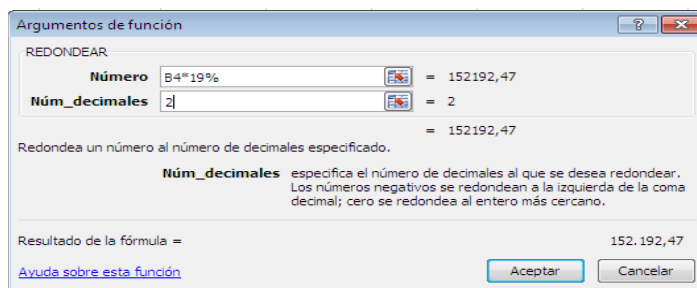 Argumentos de función
REDONDEAR
Número B4*19% = 152192,47
Núm_decimales 2 = 2
= 152192,47
Redondea un número al número de decimales especificado.
Núm_decimales especifica el número de decimales al que se desea redondear.
Los números negativos se redondean a la izquierda de la coma
decimal; cero se redondea al entero más cercano.
Resultado de la fórmula = 152.192,47
Ayuda sobre esta función Aceptar Cancelar